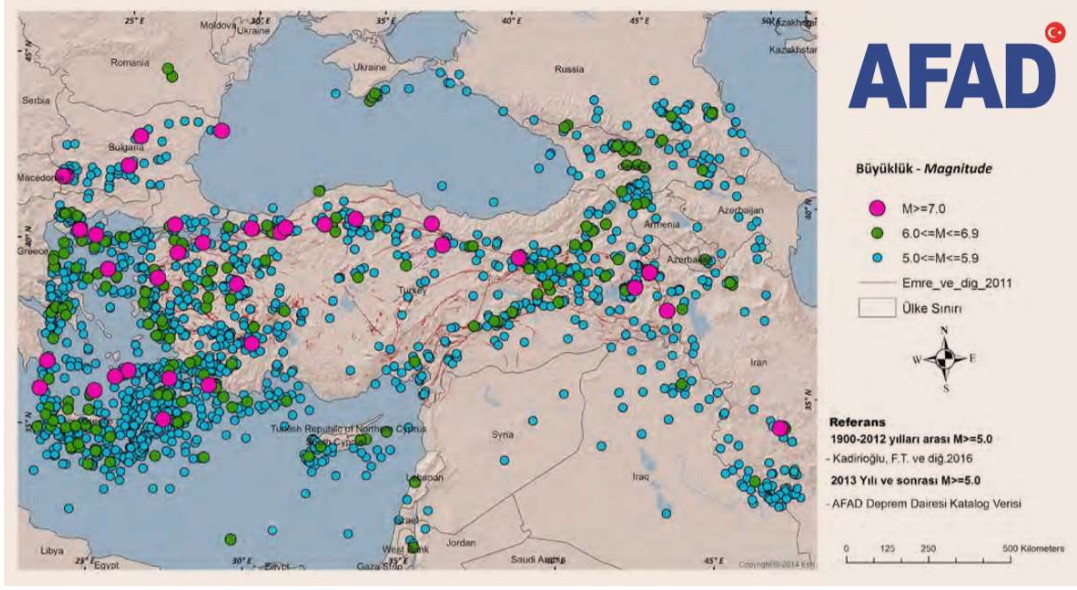 25° E
30° E
35° E
40° E
45° E
50° E
Moldova
Ukraine
Kazakhstan
45° N
Romania
Ukraine
Russia
Serbia
Bulgaria
Macedonia
40° N
Greece
Armenia
Azerbaijan
40° N
Turkey
Iran
35° N
Turkish Republic of Northern Cyprus
South Cyprus
Syria
35° N
Lebanon
Iraq
Israel
West Bank
Jordan
Libya
Egypt
Egypt
Gaza Strip
Saudi
25° E
30° E
35° E
45° E
Copyright:© 2014 Esri
AFAD
Büyüklük - Magnitude
M>=7.0
6.0<=M<=6.9
5.0<=M<=5.9
Emre_ve_dig_2011
Ülke Sınırı
N
W
E
S
Referans
1900-2012 yılları arası M>=5.0
- Kadirioğlu, F.T. ve diğ.2016
2013 Yılı ve sonrası M>=5.0
- AFAD Deprem Dairesi Katalog Verisi
0 125 250 500 Kilometers